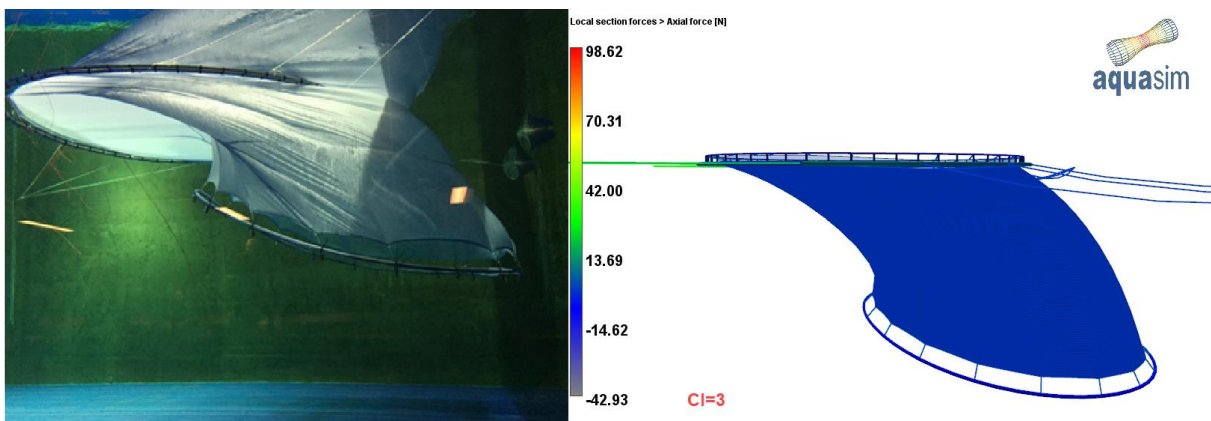 Local section forces > Axial force [N]
98.62
70.31
42.00
13.69
-14.62
-42.93
CI=3
aquasim